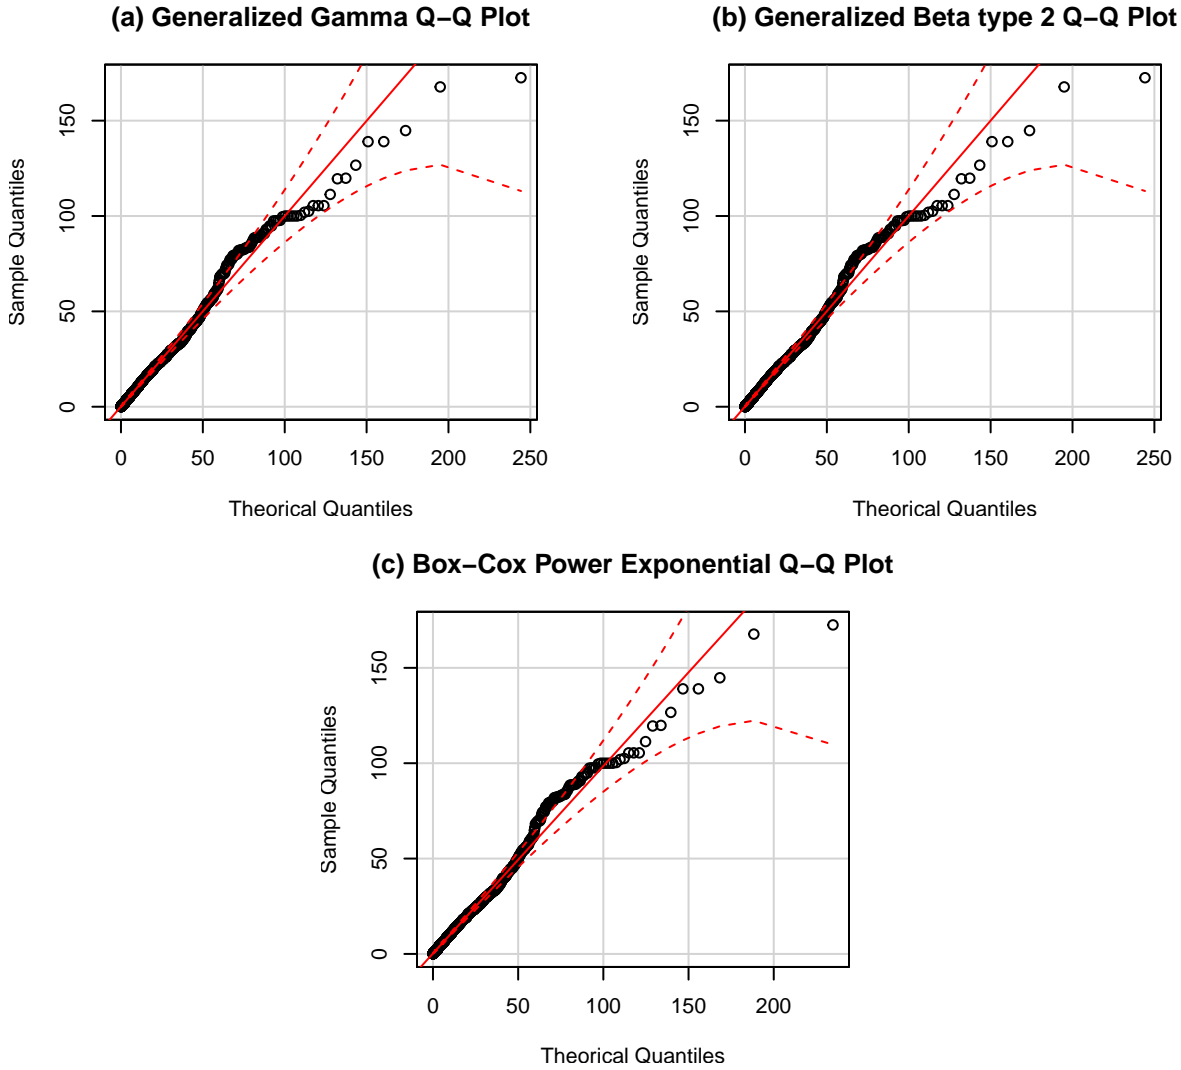 (a) Generalized Gamma Q−Q Plot
Sample Quantiles
150
100
50
0
0 50 100 150 200 250
Theorical Quantiles
(b) Generalized Beta type 2 Q−Q Plot
Sample Quantiles
150
100
50
0
0 50 100 150 200 250
Theorical Quantiles
(c) Box−Cox Power Exponential Q−Q Plot
Sample Quantiles
150
100
50
0
0 50 100 150 200
Theorical Quantiles